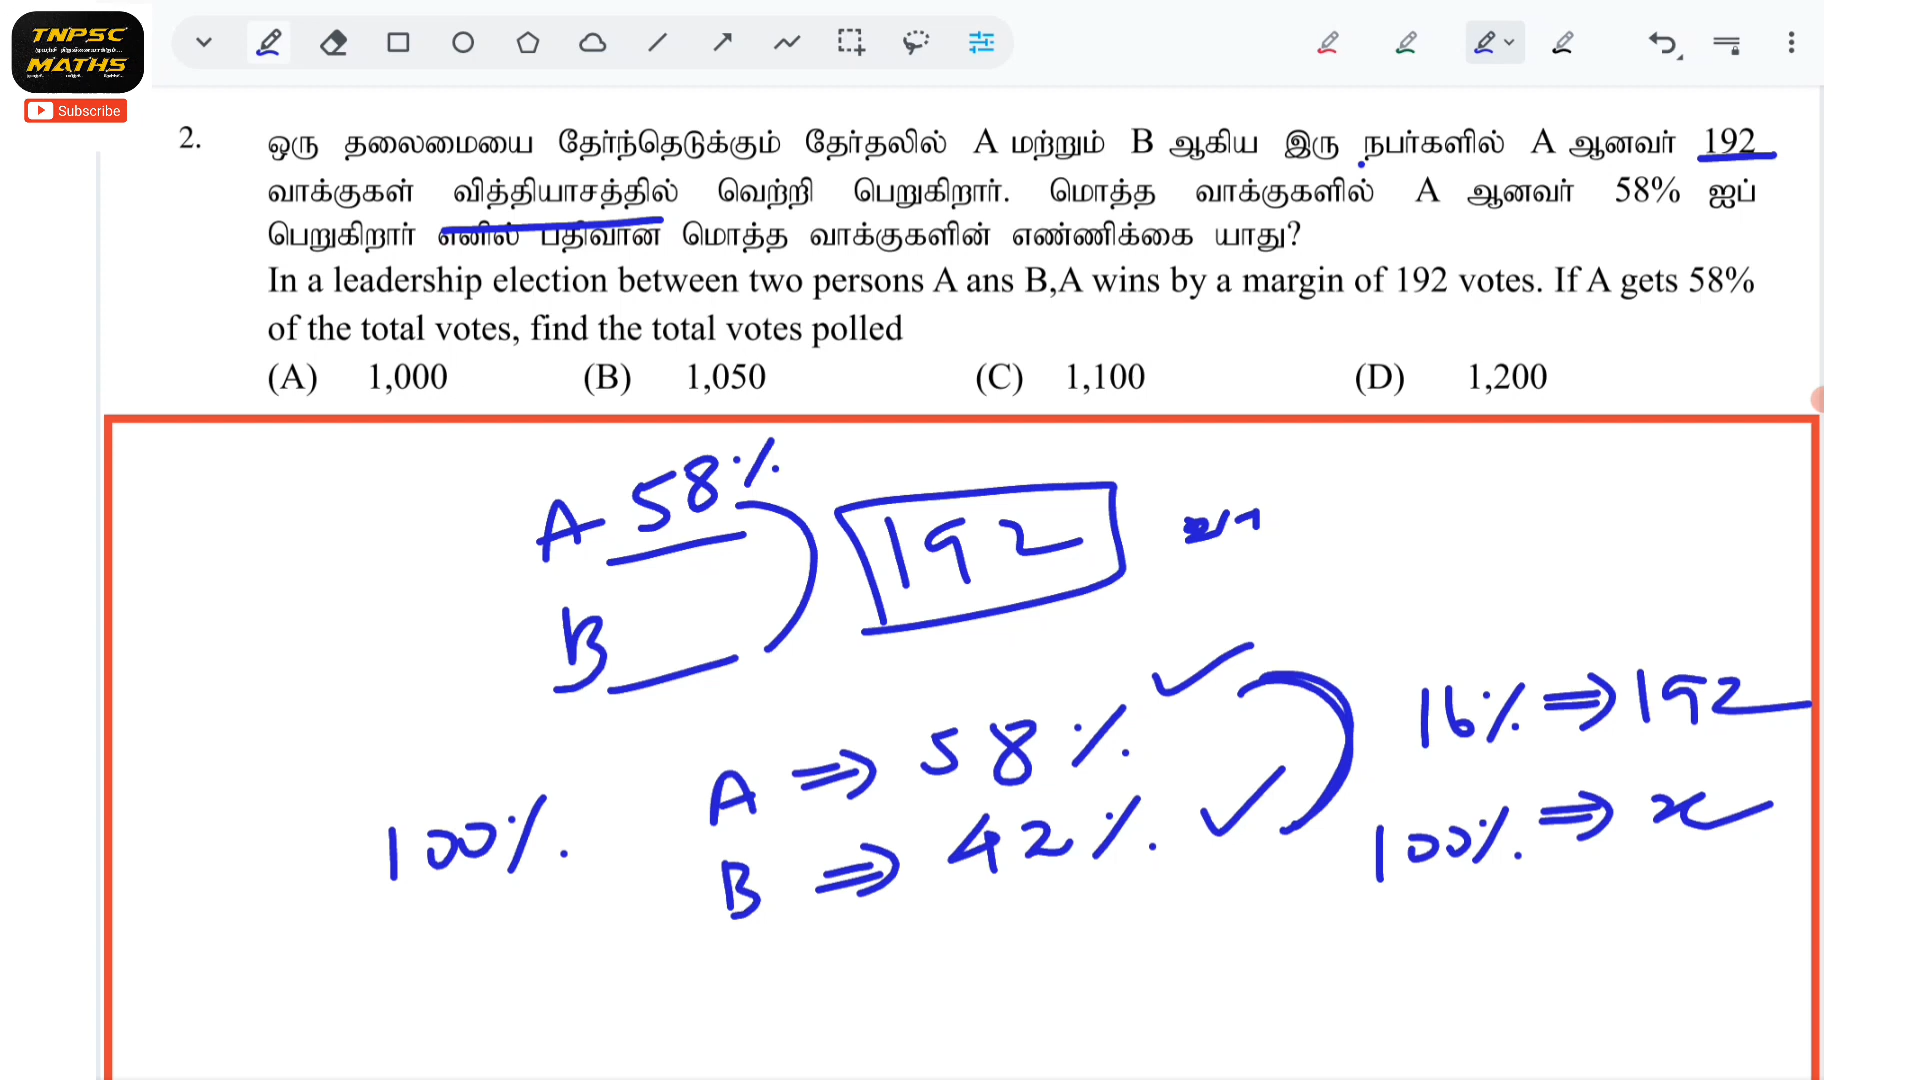 TNPSC
MATHS
Subscribe
2. ஒரு தலைமையை தேர்ந்தெடுக்கும் தேர்தலில் A மற்றும் B ஆகிய இரு நபர்களில் A ஆனவர் 192
வாக்குகள் வித்தியாசத்தில் வெற்றி பெறுகிறார். மொத்த வாக்குகளில் A ஆனவர் 58% ஐப்
பெறுகிறார் எனில் பதிவான மொத்த வாக்குகளின் எண்ணிக்கை யாது?
In a leadership election between two persons A ans B,A wins by a margin of 192 votes. If A gets 58%
of the total votes, find the total votes polled
(A) 1,000 (B) 1,050 (C) 1,100 (D) 1,200
A 58%
192
B
16% ⇒ 192
A ⇒ 58%
100% ⇒ x
100%
B ⇒ 42%